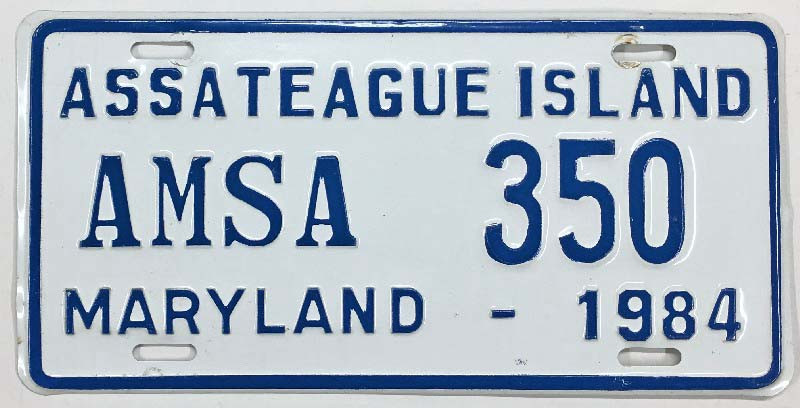 ASSATEAGUE ISLAND
AMSA 350
MARYLAND - 1984